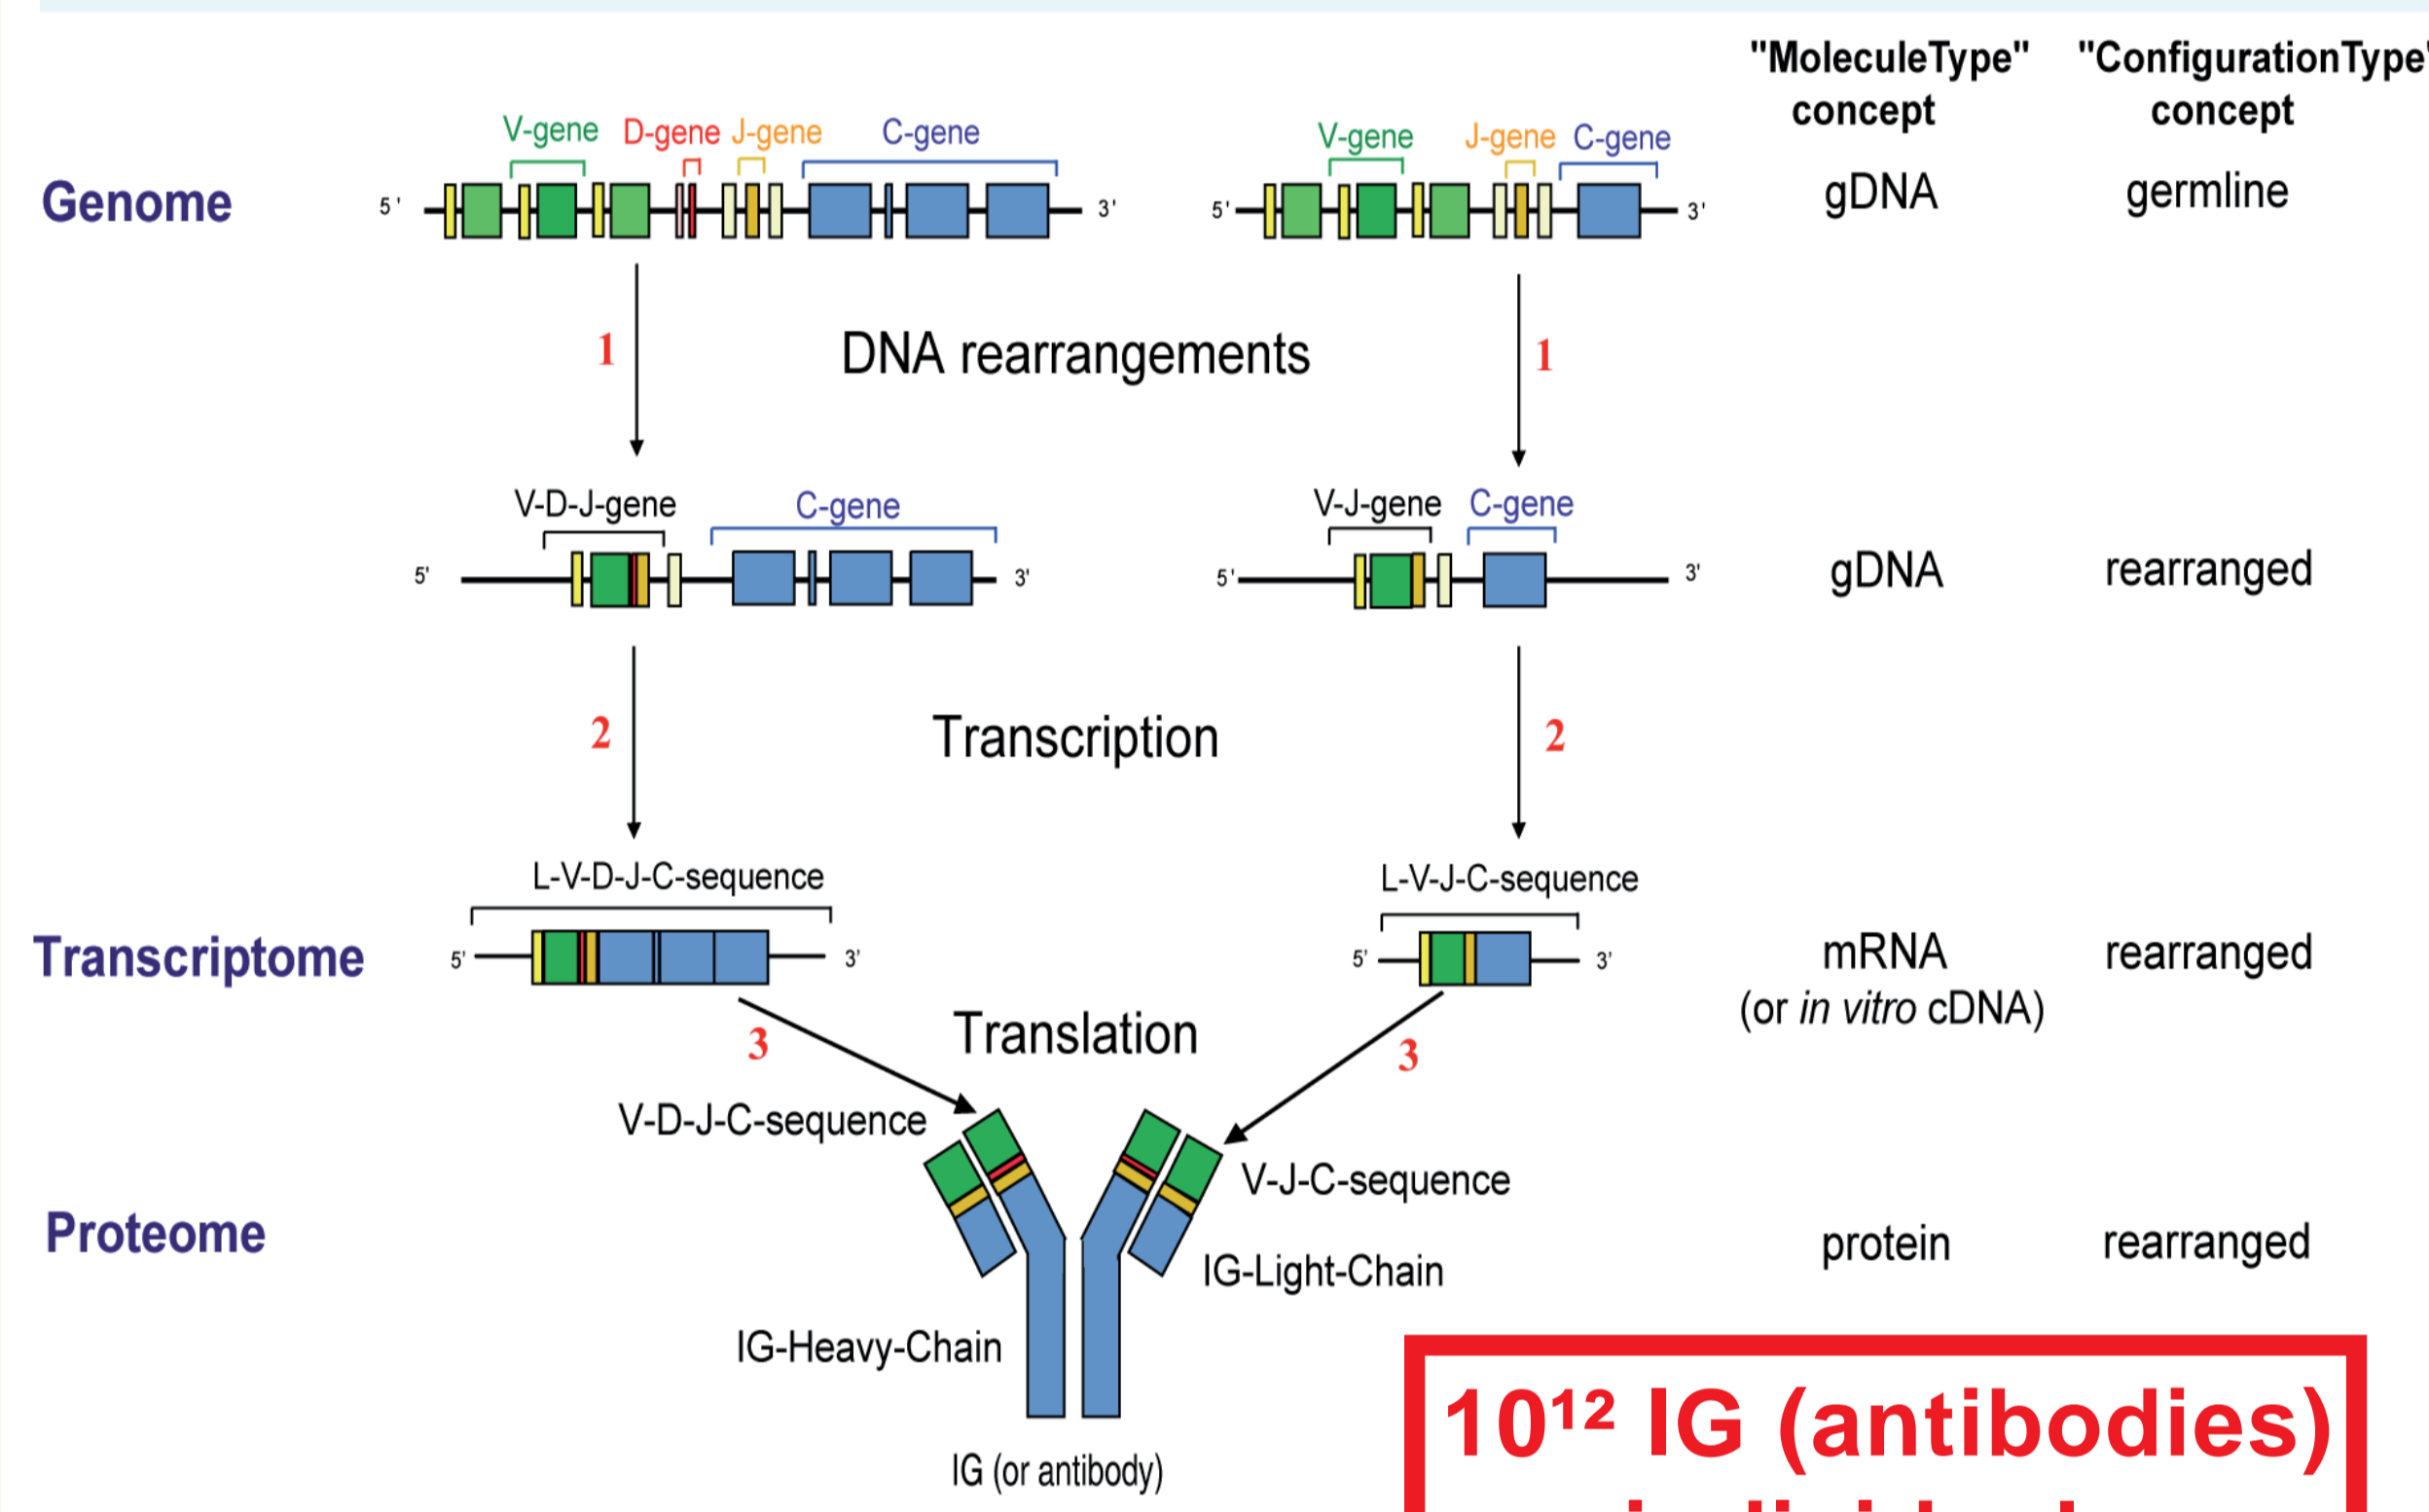 "MoleculeType" "ConfigurationType"
concept concept
V-gene D-gene J-gene C-gene V-gene J-gene C-gene
Genome 5' 3' 5' 3' gDNA germline
1 DNA rearrangements 1
V-D-J-gene C-gene V-J-gene C-gene
5' 3' 5' 3' gDNA rearranged
2 Transcription 2
L-V-D-J-C-sequence L-V-J-C-sequence
Transcriptome 5' 3' 5' 3' mRNA rearranged
(or in vitro cDNA)
3 Translation 3
V-D-J-C-sequence
V-J-C-sequence
Proteome protein rearranged
IG-Light-Chain
IG-Heavy-Chain
10¹² IG (antibodies)
IG (or antibody)